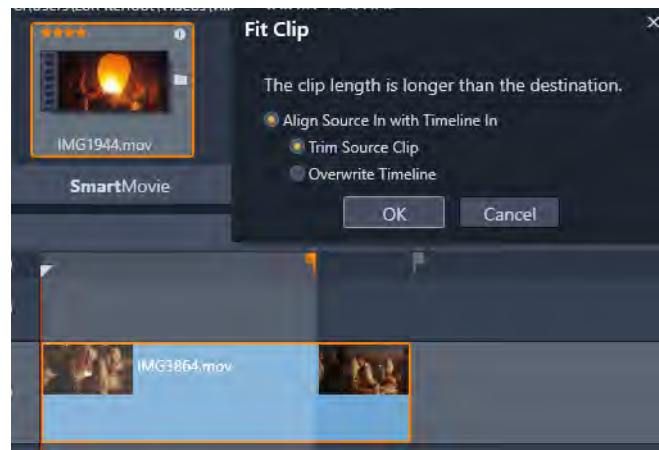 Fit Clip
The clip length is longer than the destination.
Align Source In with Timeline In
Trim Source Clip
Overwrite Timeline
OK
Cancel
IMG1944.mov
SmartMovie
IMG3864.mov